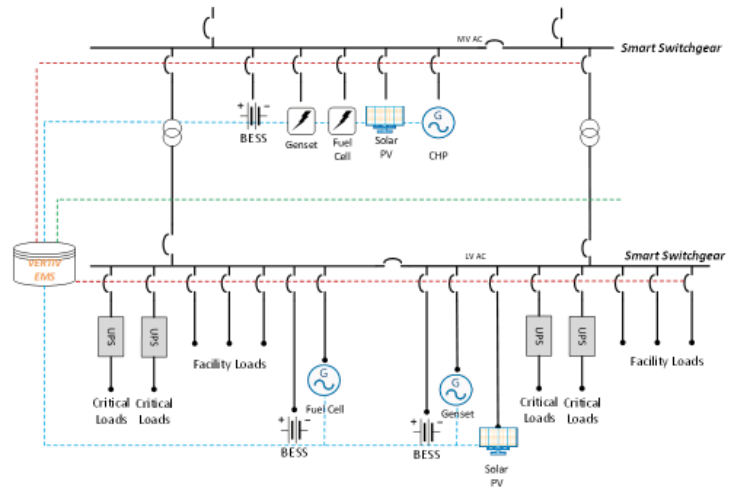 MV AC
Smart Switchgear
+ −
BESS
Genset
Fuel
Cell
Solar
PV
G
CHP
VERTIV
EMS
LV AC
Smart Switchgear
UPS
UPS
UPS
UPS
Facility Loads
Facility Loads
Critical
Loads
Critical
Loads
G
Fuel Cell
G
Genset
Critical
Loads
Critical
Loads
+ −
BESS
+ −
BESS
Solar
PV